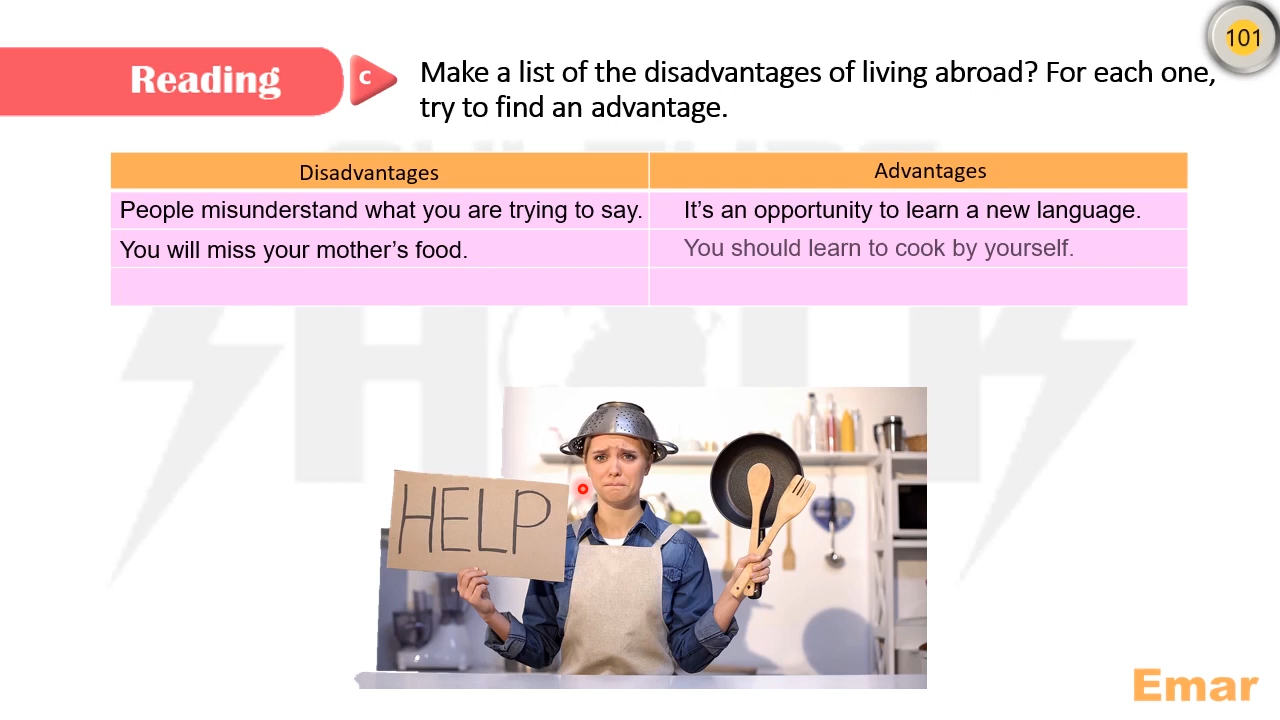 101
Reading
C
Make a list of the disadvantages of living abroad? For each one,
try to find an advantage.
Disadvantages
Advantages
People misunderstand what you are trying to say.
It’s an opportunity to learn a new language.
You will miss your mother’s food.
You should learn to cook by yourself.
HELP
Emar